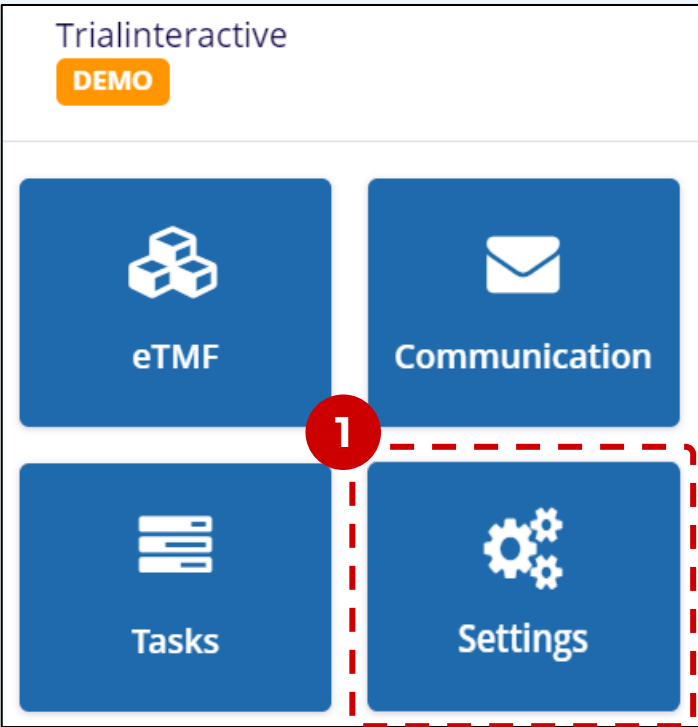 Trialinteractive
DEMO
eTMF
Communication
1
Tasks
Settings